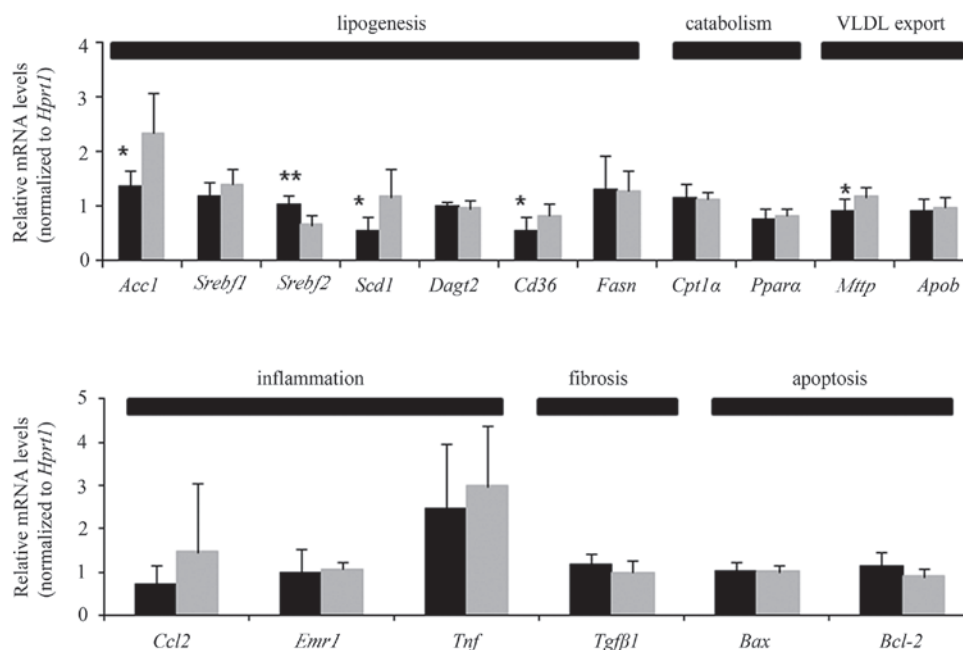 lipogenesis catabolism VLDL export
Relative mRNA levels
(normalized to Hprt1)
4
3
2
1
0
*
**
*
*
*
Acc1 Srebf1 Srebf2 Scd1 Dagt2 Cd36 Fasn Cpt1α Pparα Mttp Apob
inflammation fibrosis apoptosis
Relative mRNA levels
(normalized to Hprt1)
5
4
3
2
1
0
Ccl2 Emr1 Tnf Tgfβ1 Bax Bcl-2